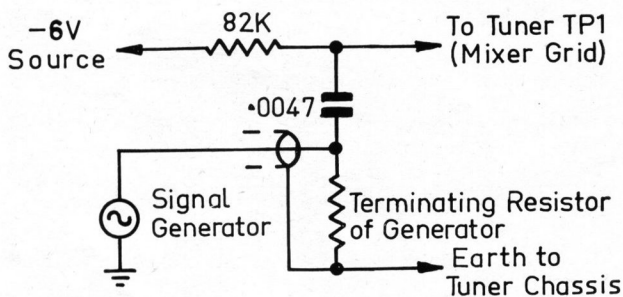 -6V
Source
82K
To Tuner TP1
(Mixer Grid)
.0047
Signal
Generator
Terminating Resistor
of Generator
Earth to
Tuner Chassis